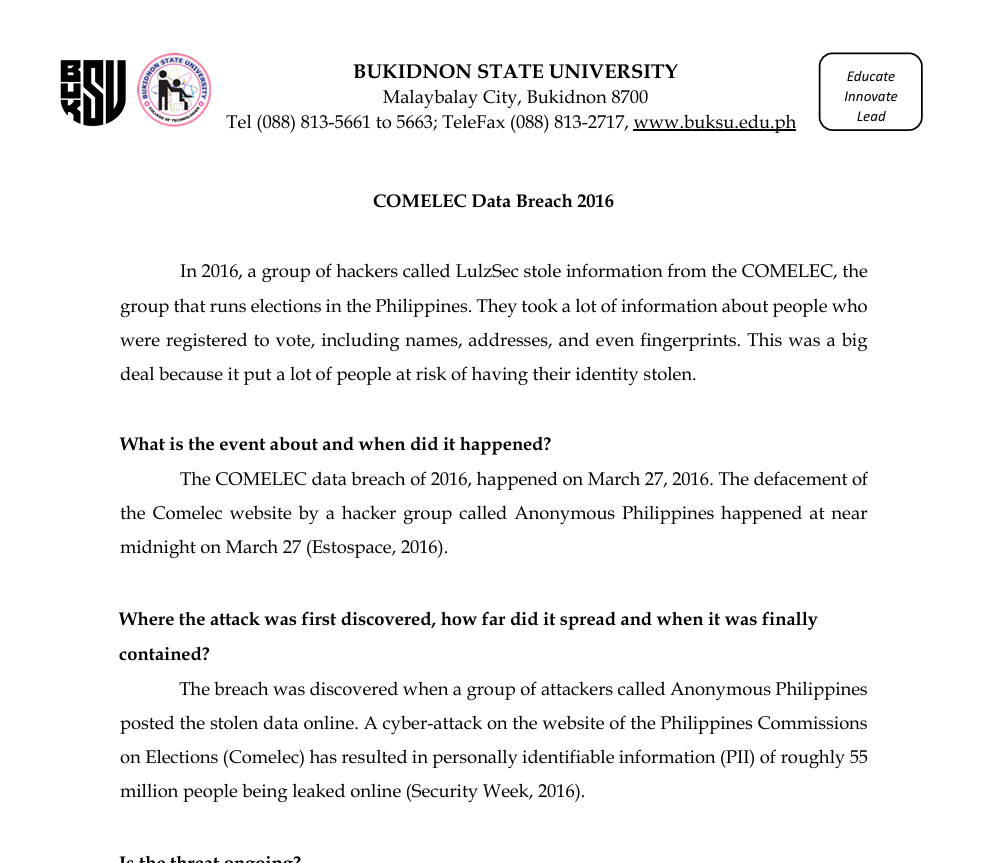 BUKSU
BUKIDNON STATE UNIVERSITY
COLLEGE OF TECHNOLOGIES
BUKIDNON STATE UNIVERSITY
Malaybalay City, Bukidnon 8700
Tel (088) 813-5661 to 5663; TeleFax (088) 813-2717, www.buksu.edu.ph
Educate
Innovate
Lead
COMELEC Data Breach 2016
In 2016, a group of hackers called LulzSec stole information from the COMELEC, the
group that runs elections in the Philippines. They took a lot of information about people who
were registered to vote, including names, addresses, and even fingerprints. This was a big
deal because it put a lot of people at risk of having their identity stolen.
What is the event about and when did it happened?
The COMELEC data breach of 2016, happened on March 27, 2016. The defacement of
the Comelec website by a hacker group called Anonymous Philippines happened at near
midnight on March 27 (Estospace, 2016).
Where the attack was first discovered, how far did it spread and when it was finally
contained?
The breach was discovered when a group of attackers called Anonymous Philippines
posted the stolen data online. A cyber-attack on the website of the Philippines Commissions
on Elections (Comelec) has resulted in personally identifiable information (PII) of roughly 55
million people being leaked online (Security Week, 2016).
Is the threat ongoing?